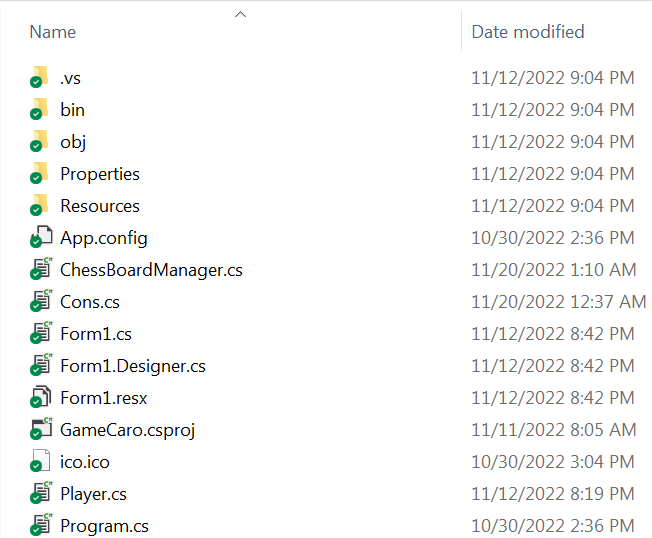 Name Date modified
.vs 11/12/2022 9:04 PM
bin 11/12/2022 9:04 PM
obj 11/12/2022 9:04 PM
Properties 11/12/2022 9:04 PM
Resources 11/12/2022 9:04 PM
App.config 10/30/2022 2:36 PM
ChessBoardManager.cs 11/20/2022 1:10 AM
Cons.cs 11/20/2022 12:37 AM
Form1.cs 11/12/2022 8:42 PM
Form1.Designer.cs 11/12/2022 8:42 PM
Form1.resx 11/12/2022 8:42 PM
GameCaro.csproj 11/11/2022 8:05 AM
ico.ico 10/30/2022 3:04 PM
Player.cs 11/12/2022 8:19 PM
Program.cs 10/30/2022 2:36 PM